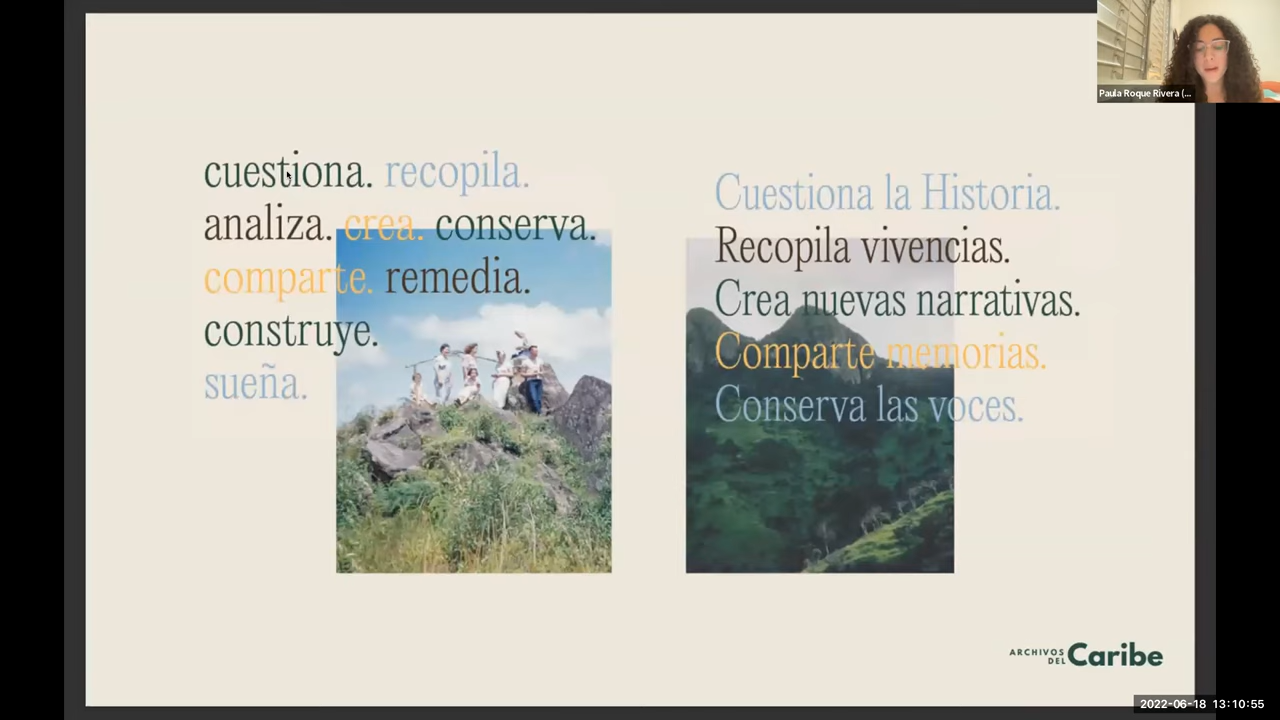 cuestiona. recopila.
analiza. crea. conserva.
comparte. remedia.
construye.
sueña.
Cuestiona la Historia.
Recopila vivencias.
Crea nuevas narrativas.
Comparte memorias.
Conserva las voces.
ARCHIVOS
DEL Caribe
Paula Roque Rivera (...
2022-06-18 13:10:55